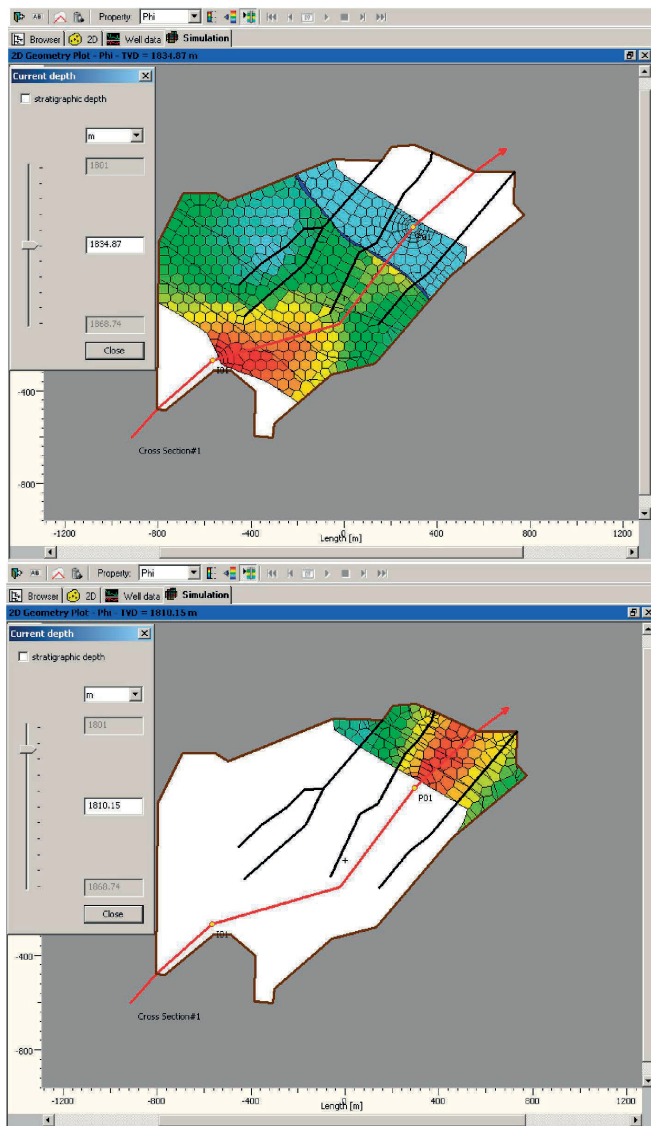 Property: Phi
Browser 2D Well data Simulation
2D Geometry Plot - Phi - TVD = 1834.87 m
Current depth
stratigraphic depth
m
1801
1834.87
1868.74
Close
P01
I01
Cross Section#1
-400
-800
-1200 -800 -400 0 400 800 1200
Length [m]
Property: Phi
Browser 2D Well data Simulation
2D Geometry Plot - Phi - TVD = 1810.15 m
Current depth
stratigraphic depth
m
1801
1810.15
1868.74
Close
P01
I01
Cross Section#1
-400
-800
-1200 -800 -400 0 400 800 1200
Length [m]